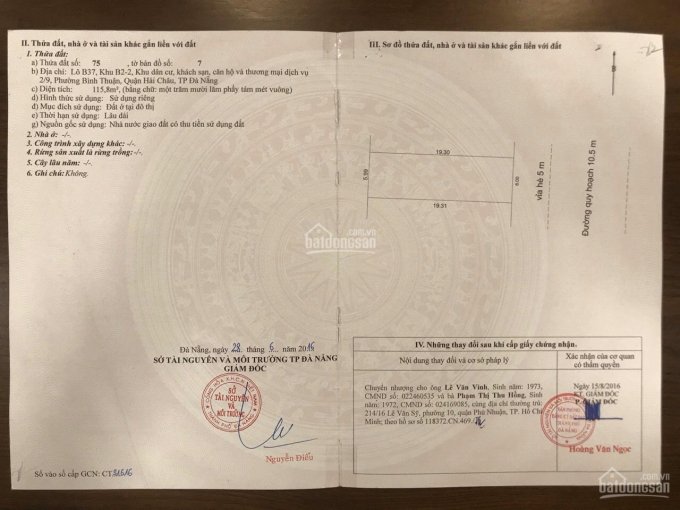 II. Thửa đất, nhà ở và tài sản khác gắn liền với đất
1. Thửa đất:
a) Thửa đất số: 75 , tờ bản đồ số: 7
b) Địa chỉ: Lô B37, Khu B2-2, Khu dân cư, khách sạn, căn hộ và thương mại dịch vụ
2/9, Phường Bình Thuận, Quận Hải Châu, TP Đà Nẵng
c) Diện tích: 115,8m², (bằng chữ: một trăm mười lăm phẩy tám mét vuông)
d) Hình thức sử dụng: Sử dụng riêng
đ) Mục đích sử dụng: Đất ở tại đô thị
e) Thời hạn sử dụng: Lâu dài
g) Nguồn gốc sử dụng: Nhà nước giao đất có thu tiền sử dụng đất
2. Nhà ở: -/-.
3. Công trình xây dựng khác: -/-.
4. Rừng sản xuất là rừng trồng: -/-.
5. Cây lâu năm: -/-.
6. Ghi chú: Không.
Đà Nẵng, ngày 28 tháng 6 năm 2016
SỞ TÀI NGUYÊN VÀ MÔI TRƯỜNG TP ĐÀ NẴNG
GIÁM ĐỐC
SỞ
TÀI NGUYÊN
VÀ
MÔI TRƯỜNG
Nguyễn Điểu
Số vào sổ cấp GCN: CT31516
III. Sơ đồ thửa đất, nhà ở và tài sản khác gắn liền với đất
B
19.30
5.99
6.00
19.31
vỉa hè 5 m
Đường quy hoạch 10.5 m
batdongsan
.com.vn
IV. Những thay đổi sau khi cấp giấy chứng nhận.
Nội dung thay đổi và cơ sở pháp lý
Xác nhận của cơ quan
có thẩm quyền
Chuyển nhượng cho ông Lê Văn Vinh, Sinh năm: 1973,
CMND số: 022460535 và bà Phạm Thị Thu Hồng, Sinh
năm: 1972, CMND số: 024169085, cùng địa chỉ thường trú:
214/16 Lê Văn Sỹ, phường 10, quận Phú Nhuận, TP. Hồ Chí
Minh; theo hồ sơ số 118372.CN.469.
Ngày 15/8/2016
KT. GIÁM ĐỐC
P. GIÁM ĐỐC
VĂN PHÒNG
Hoàng Văn Ngọc
batdongsan
.com.vn